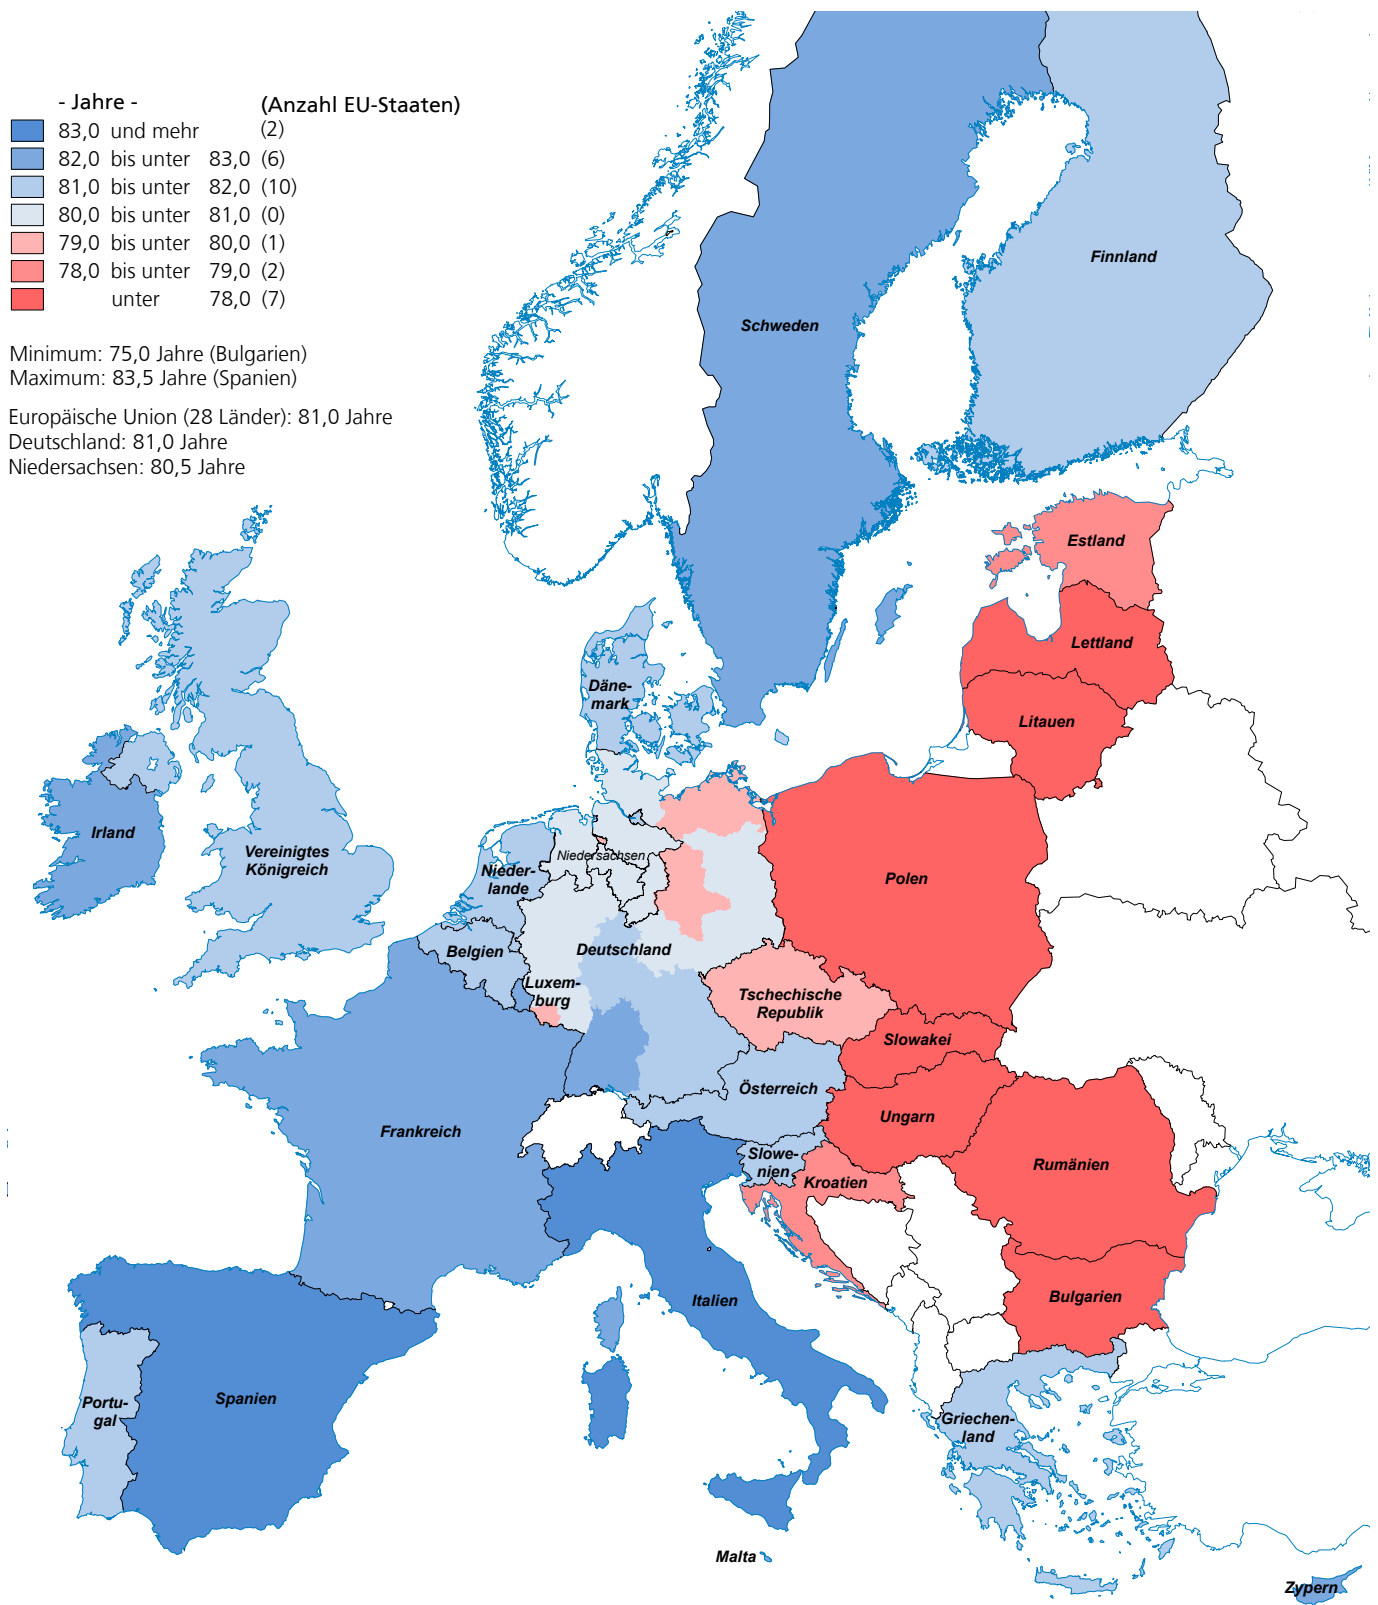 - Jahre - (Anzahl EU-Staaten)
83,0 und mehr (2)
82,0 bis unter 83,0 (6)
81,0 bis unter 82,0 (10)
80,0 bis unter 81,0 (0)
79,0 bis unter 80,0 (1)
78,0 bis unter 79,0 (2)
unter 78,0 (7)
Minimum: 75,0 Jahre (Bulgarien)
Maximum: 83,5 Jahre (Spanien)
Europäische Union (28 Länder): 81,0 Jahre
Deutschland: 81,0 Jahre
Niedersachsen: 80,5 Jahre
Finnland
Schweden
Estland
Lettland
Litauen
Däne-
mark
Irland
Vereinigtes
Königreich
Niedersachsen
Nieder-
lande
Polen
Belgien
Deutschland
Luxem-
burg
Tschechische
Republik
Slowakei
Österreich
Ungarn
Frankreich
Slowe-
nien
Kroatien
Rumänien
Italien
Bulgarien
Spanien
Portu-
gal
Griechen-
land
Malta
Zypern